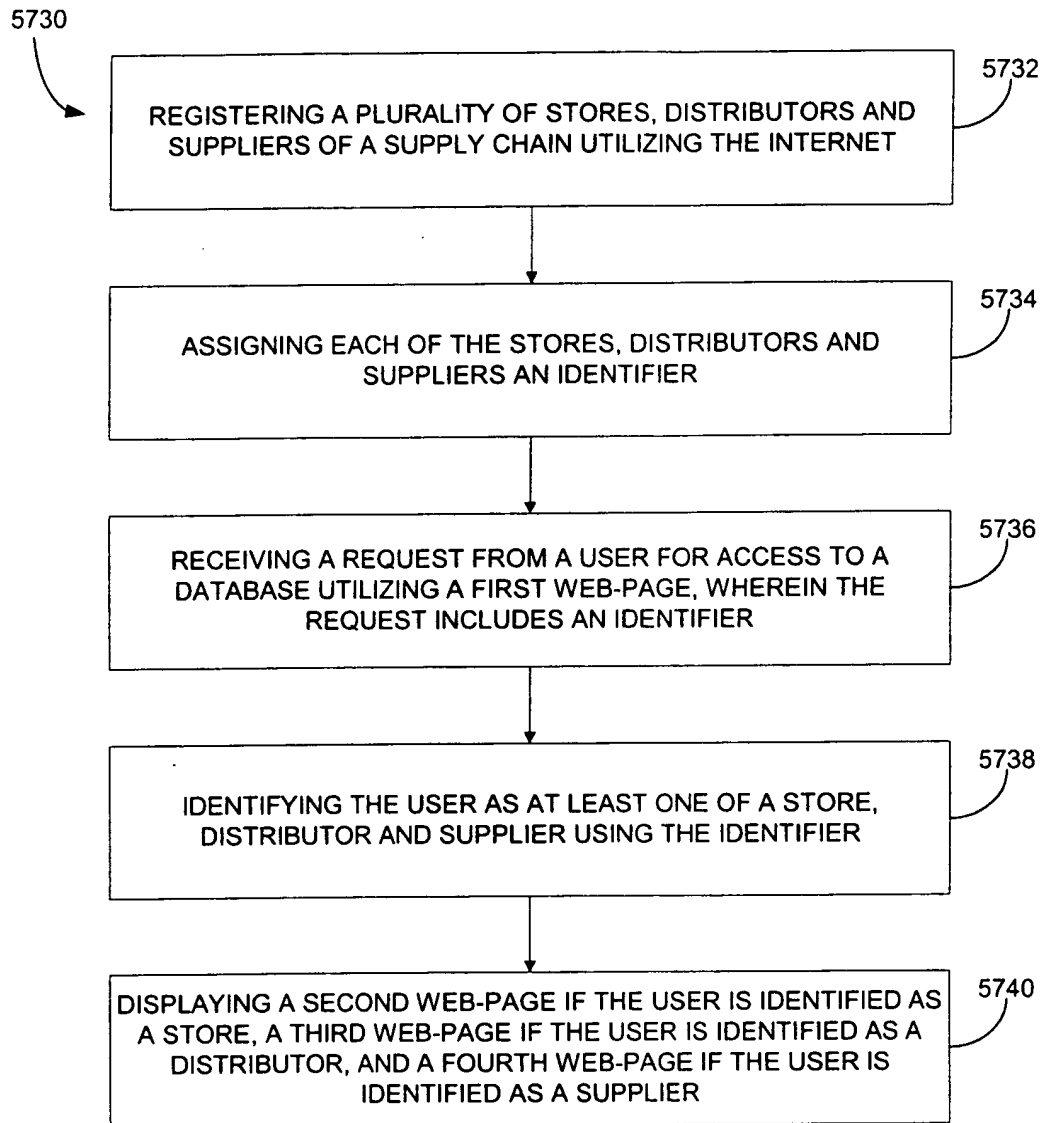 5730
5732
REGISTERING A PLURALITY OF STORES, DISTRIBUTORS AND
SUPPLIERS OF A SUPPLY CHAIN UTILIZING THE INTERNET
5734
ASSIGNING EACH OF THE STORES, DISTRIBUTORS AND
SUPPLIERS AN IDENTIFIER
5736
RECEIVING A REQUEST FROM A USER FOR ACCESS TO A
DATABASE UTILIZING A FIRST WEB-PAGE, WHEREIN THE
REQUEST INCLUDES AN IDENTIFIER
5738
IDENTIFYING THE USER AS AT LEAST ONE OF A STORE,
DISTRIBUTOR AND SUPPLIER USING THE IDENTIFIER
5740
DISPLAYING A SECOND WEB-PAGE IF THE USER IS IDENTIFIED AS
A STORE, A THIRD WEB-PAGE IF THE USER IS IDENTIFIED AS A
DISTRIBUTOR, AND A FOURTH WEB-PAGE IF THE USER IS
IDENTIFIED AS A SUPPLIER